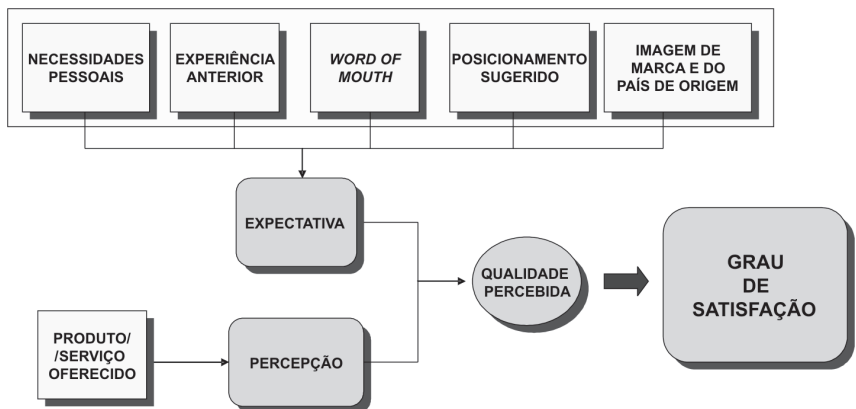 NECESSIDADES
PESSOAIS
EXPERIÊNCIA
ANTERIOR
WORD OF
MOUTH
POSICIONAMENTO
SUGERIDO
IMAGEM DE
MARCA E DO
PAÍS DE ORIGEM
EXPECTATIVA
QUALIDADE
PERCEBIDA
GRAU
DE
SATISFAÇÃO
PRODUTO/
/SERVIÇO
OFERECIDO
PERCEPÇÃO